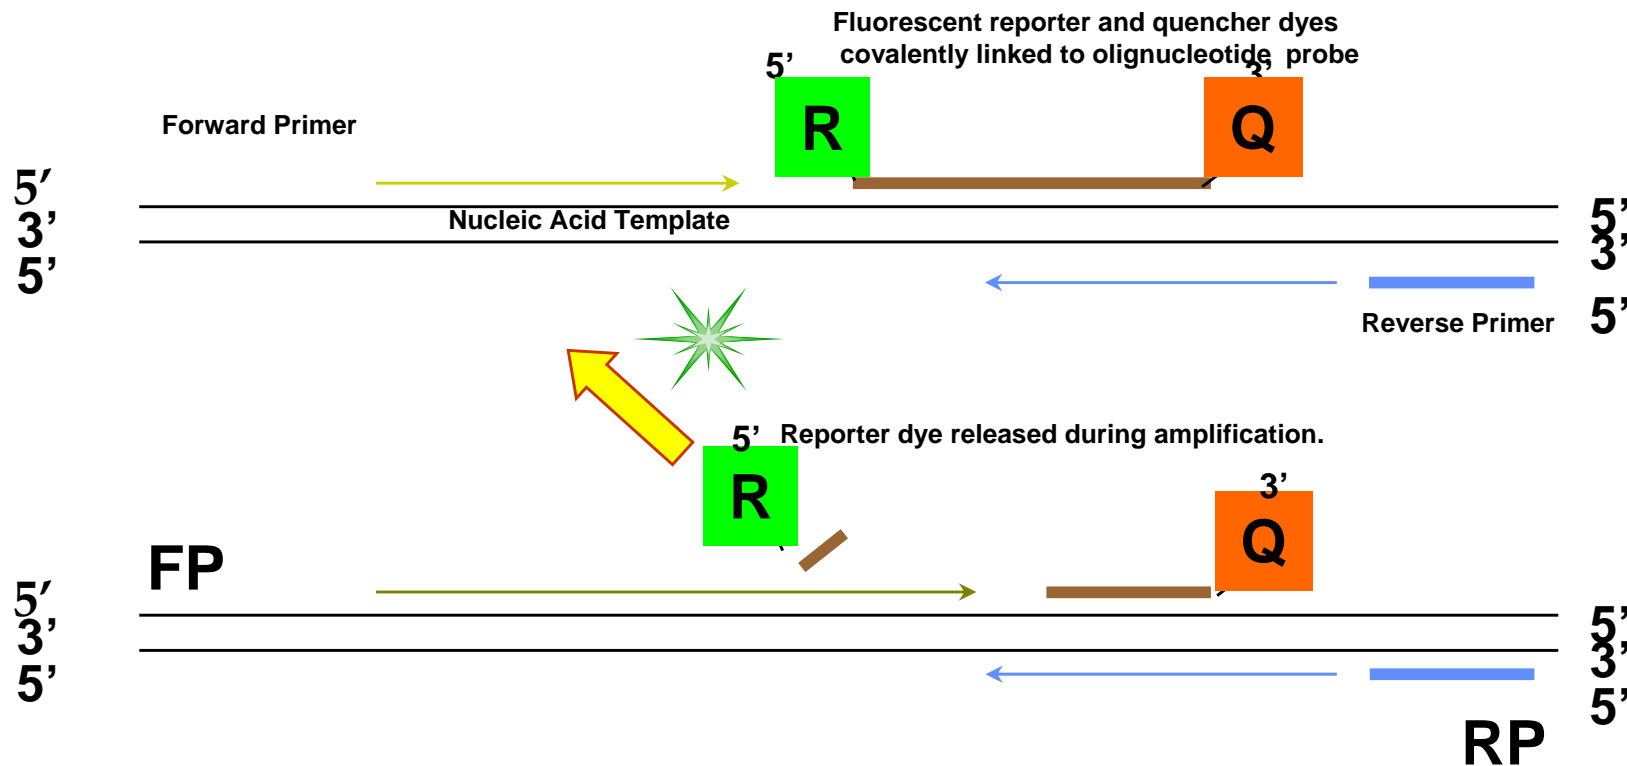 Fluorescent reporter and quencher dyes
covalently linked to olignucleotide probe
5’
3’
R
Q
Forward Primer
5′
3’
5’
Nucleic Acid Template
5’
3’
5’
Reverse Primer
5’
Reporter dye released during amplification.
R
3’
Q
FP
5′
3’
5’
5’
3’
5’
RP